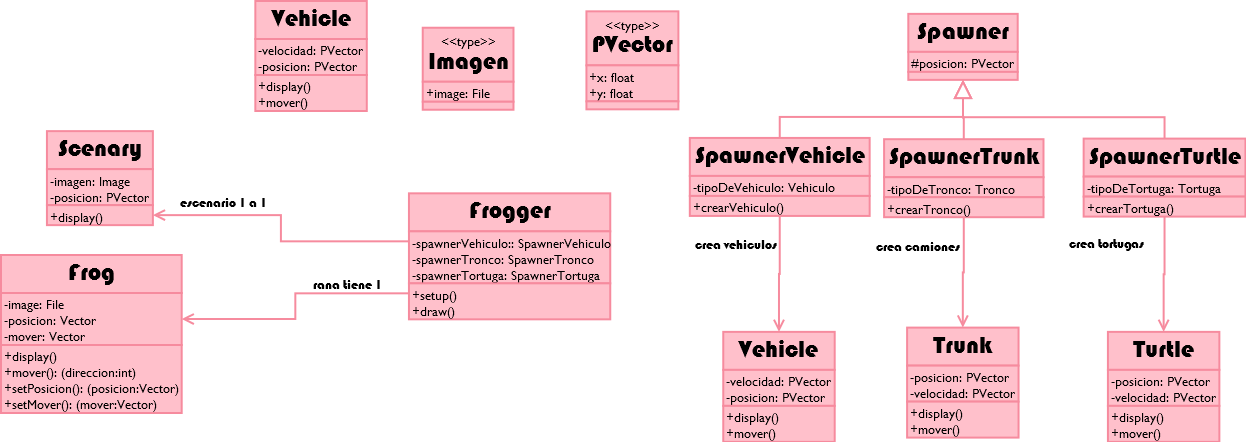 Vehicle
-velocidad: PVector
-posicion: PVector
+display()
+mover()
<<type>>
Imagen
+image: File
<<type>>
PVector
+x: float
+y: float
Spawner
#posicion: PVector
Scenary
-imagen: Image
-posicion: PVector
+display()
escenario 1 a 1
Frogger
-spawnerVehiculo:: SpawnerVehiculo
-spawnerTronco: SpawnerTronco
-spawnerTortuga: SpawnerTortuga
+setup()
+draw()
rana tiene 1
Frog
-image: File
-posicion: Vector
-mover: Vector
+display()
+mover(): (direccion:int)
+setPosicion(): (posicion:Vector)
+setMover(): (mover:Vector)
SpawnerVehicle
-tipoDeVehiculo: Vehiculo
+crearVehiculo()
SpawnerTrunk
-tipoDeTronco: Tronco
+crearTronco()
SpawnerTurtle
-tipoDeTortuga: Tortuga
+crearTortuga()
crea vehiculos
crea camiones
crea tortugas
Vehicle
-velocidad: PVector
-posicion: PVector
+display()
+mover()
Trunk
-posicion: PVector
-velocidad: PVector
+display()
+mover()
Turtle
-posicion: PVector
-velocidad: PVector
+display()
+mover()